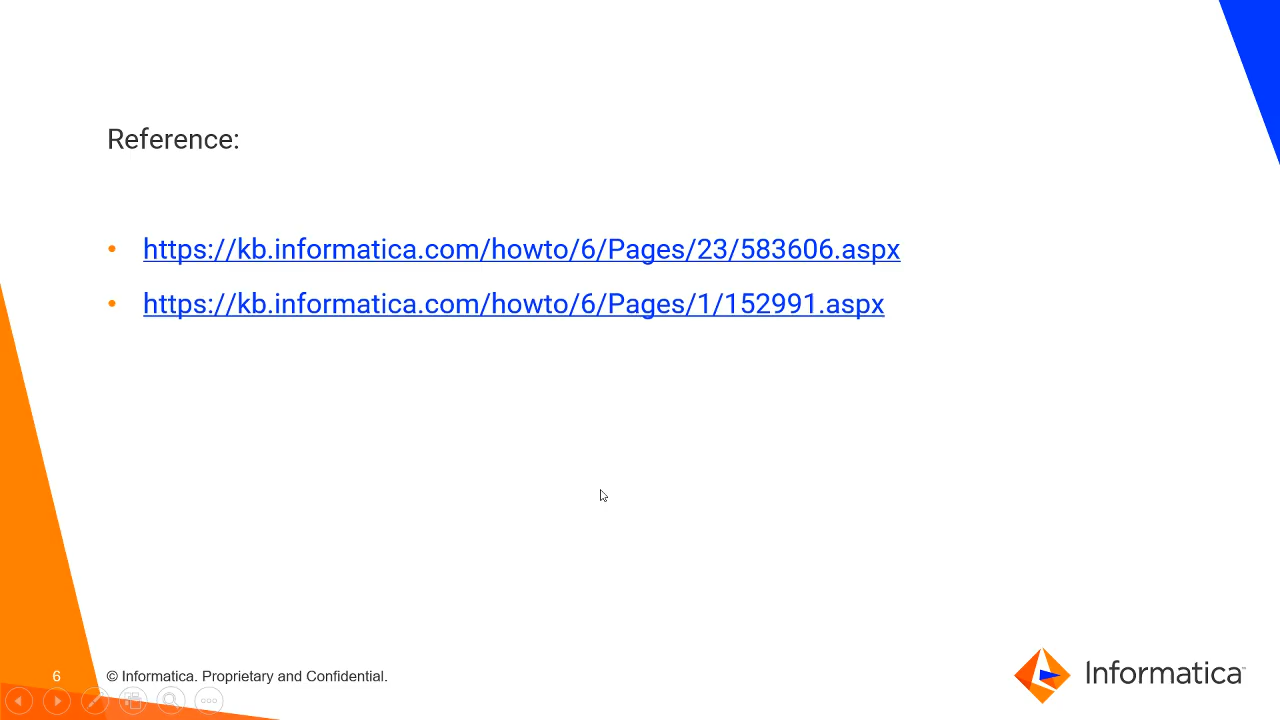 Reference:
• https://kb.informatica.com/howto/6/Pages/23/583606.aspx
• https://kb.informatica.com/howto/6/Pages/1/152991.aspx
6
© Informatica. Proprietary and Confidential.
Informatica™